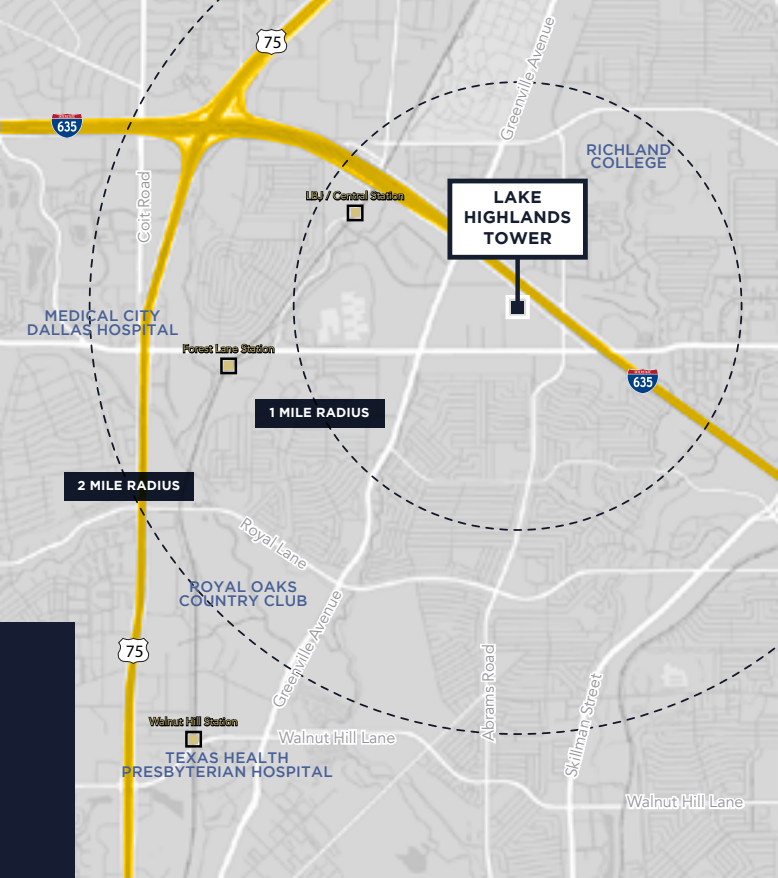 75
Greenville Avenue
635
RICHLAND
COLLEGE
LBJ / Central Station
LAKE
HIGHLANDS
TOWER
Coit Road
MEDICAL CITY
DALLAS HOSPITAL
Forest Lane Station
635
1 MILE RADIUS
2 MILE RADIUS
Royal Lane
ROYAL OAKS
COUNTRY CLUB
Greenville Avenue
75
Abrams Road
Skillman Street
Walnut Hill Station
Walnut Hill Lane
TEXAS HEALTH
PRESBYTERIAN HOSPITAL
Walnut Hill Lane